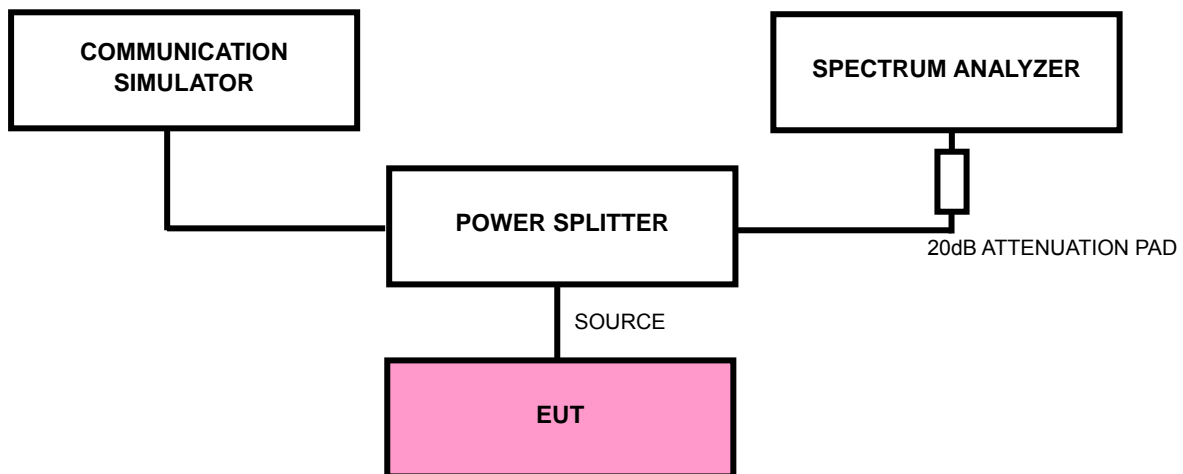 COMMUNICATION
SIMULATOR
SPECTRUM ANALYZER
POWER SPLITTER
20dB ATTENUATION PAD
SOURCE
EUT